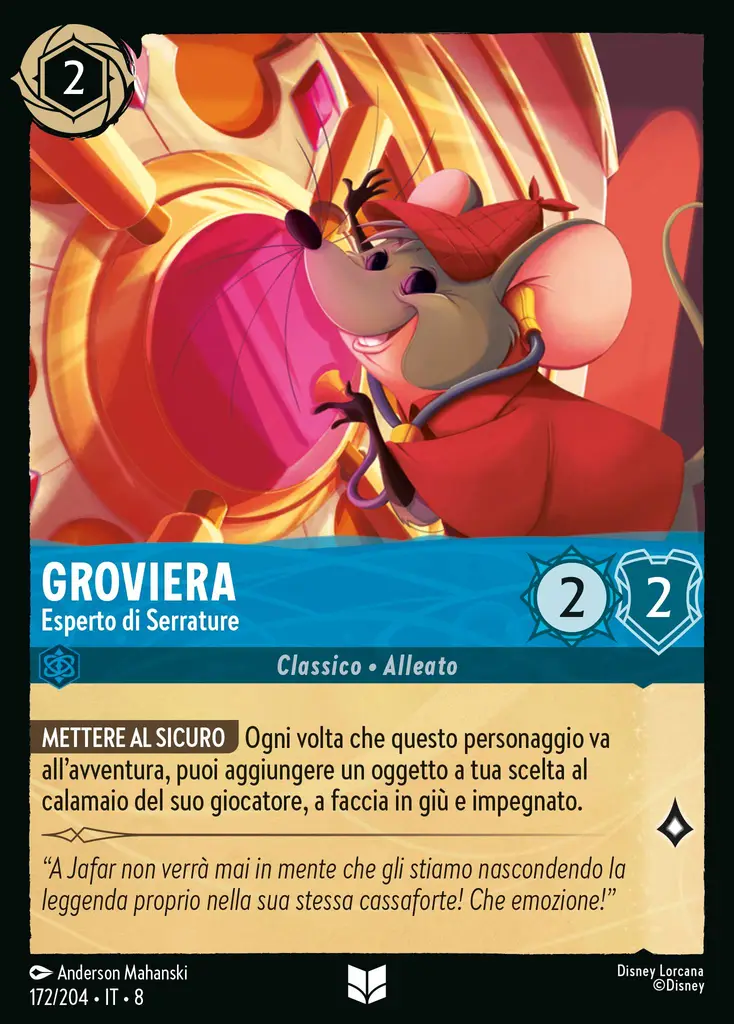 2
GROVIERA
Esperto di Serrature
2
2
Classico • Alleato
METTERE AL SICURO Ogni volta che questo personaggio va
all’avventura, puoi aggiungere un oggetto a tua scelta al
calamaio del suo giocatore, a faccia in giù e impegnato.
“A Jafar non verrà mai in mente che gli stiamo nascondendo la
leggenda proprio nella sua stessa cassaforte! Che emozione!”
Anderson Mahanski
172/204 • IT • 8
Disney Lorcana
©Disney